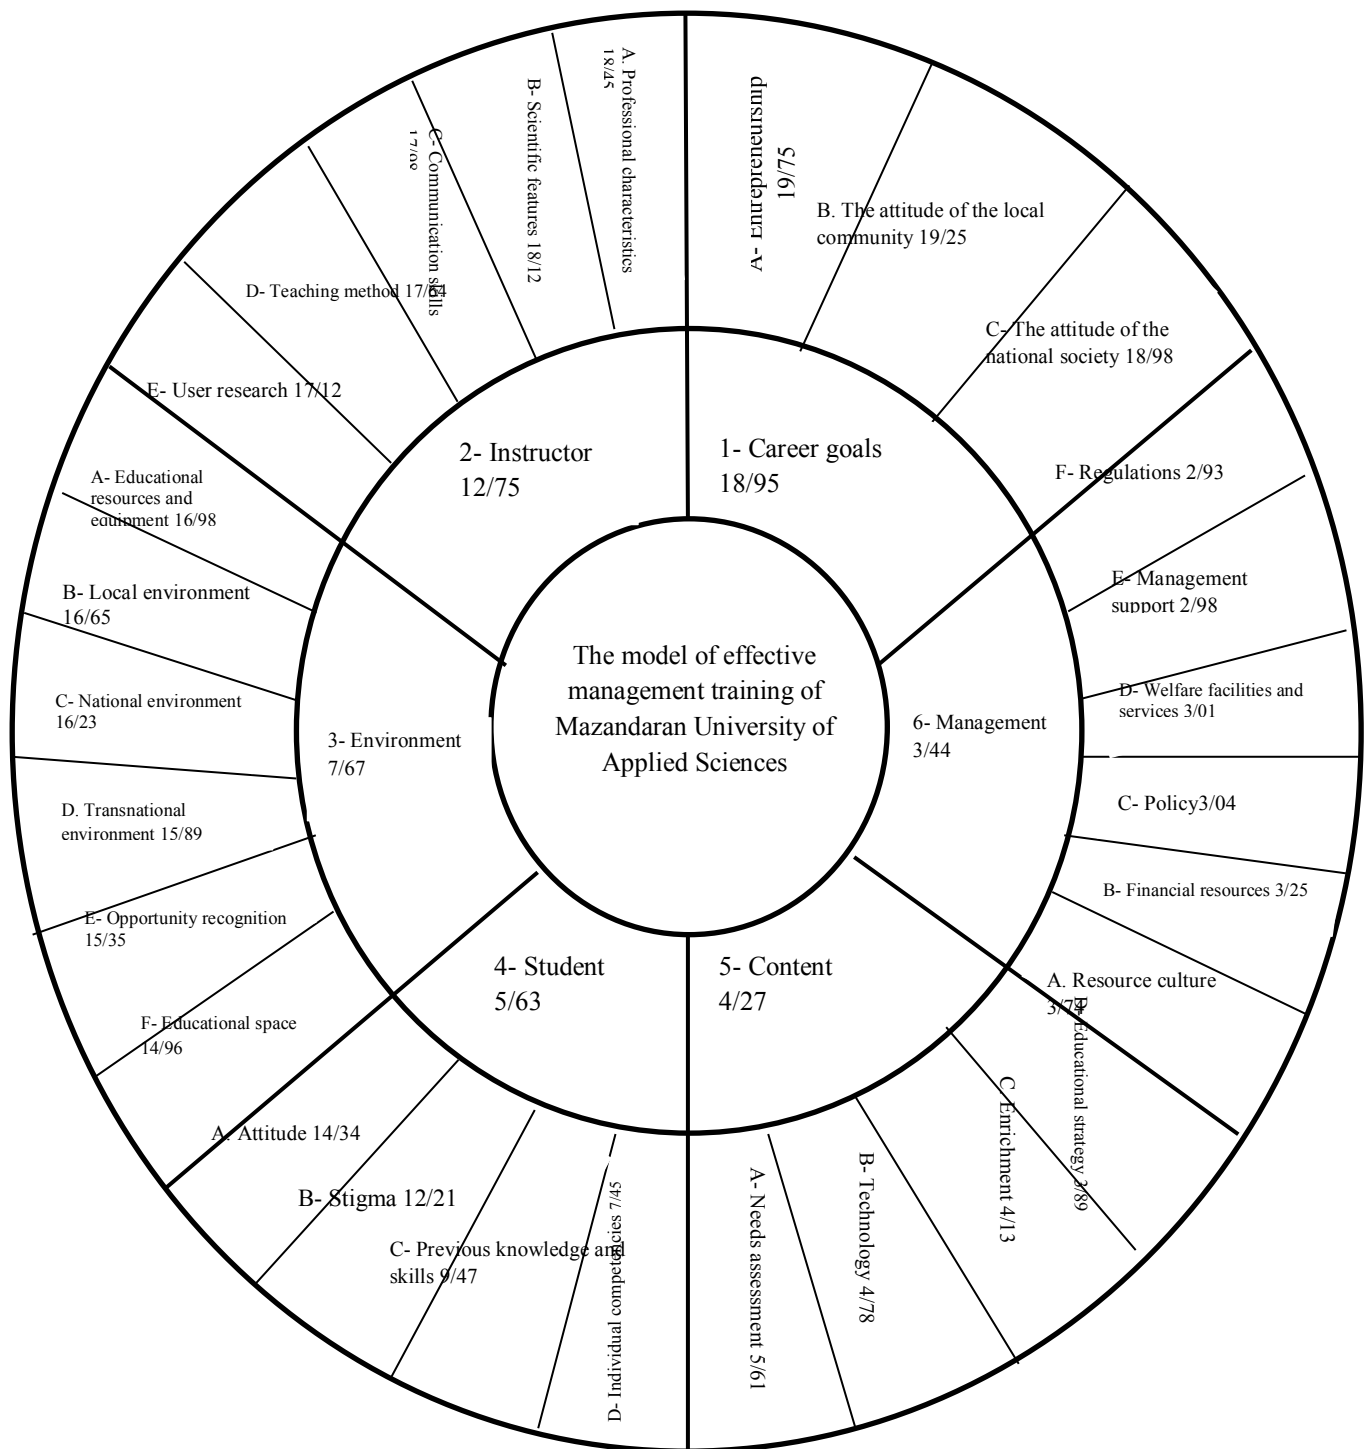 The model of effective
management training of
Mazandaran University of
Applied Sciences
1- Career goals
18/95
A- Entrepreneurship
19/75
B. The attitude of the local
community 19/25
C- The attitude of the
national society 18/98
2- Instructor
12/75
A. Professional characteristics
18/45
B- Scientific features 18/12
C- Communication skills
D- Teaching method 17/64
E- User research 17/12
3- Environment
7/67
A- Educational
resources and
equipment 16/98
B- Local environment
16/65
C- National environment
16/23
D. Transnational
environment 15/89
E- Opportunity recognition
15/35
F- Educational space
14/96
4- Student
5/63
A. Attitude 14/34
B- Stigma 12/21
C- Previous knowledge and
skills 9/47
D- Individual competencies 7/45
5- Content
4/27
A- Needs assessment 5/61
B- Technology 4/78
C. Enrichment 4/13
Educational strategy 3/89
6- Management
3/44
A. Resource culture
3/74
B- Financial resources 3/25
C- Policy3/04
D- Welfare facilities and
services 3/01
E- Management
support 2/98
F- Regulations 2/93